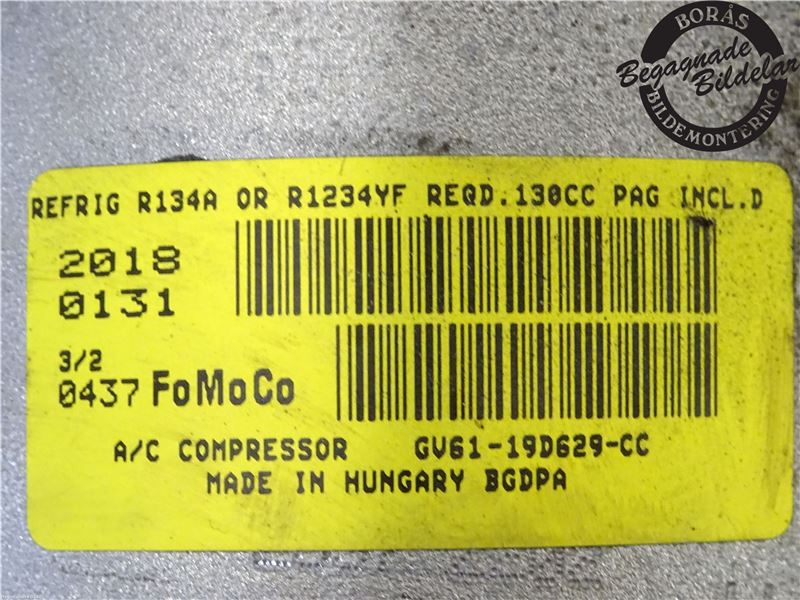 BORÅS
Begagnade
Bildelar
BILDEMONTERING
REFRIG R134A OR R1234YF REQD.130CC PAG INCL.D
2018
0131
3/2
0437 FoMoCo
A/C COMPRESSOR GV61-19D629-CC
MADE IN HUNGARY BGDPA